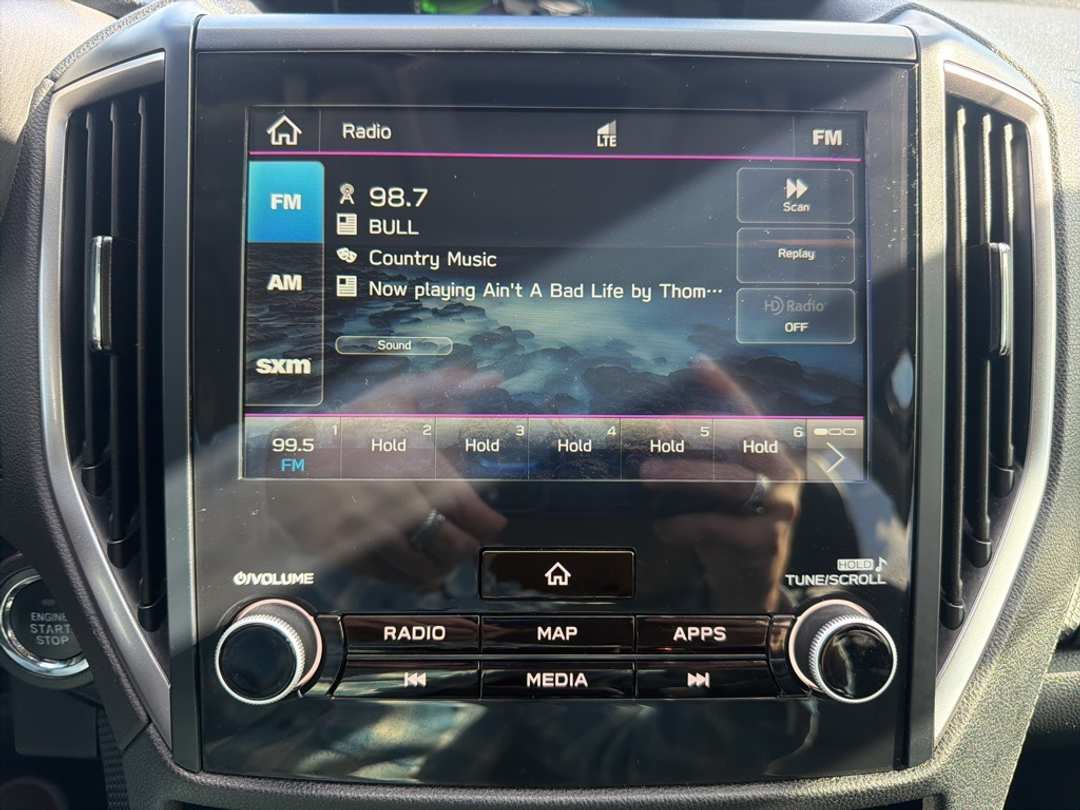 Radio
LTE
FM
FM
98.7
Scan
BULL
Replay
Country Music
AM
Now playing Ain't A Bad Life by Thom…
HD Radio
OFF
Sound
sxm
1
99.5
FM
2
Hold
3
Hold
4
Hold
5
Hold
6
Hold
/VOLUME
HOLD
TUNE/SCROLL
ENGINE
START
STOP
RADIO
MAP
APPS
MEDIA